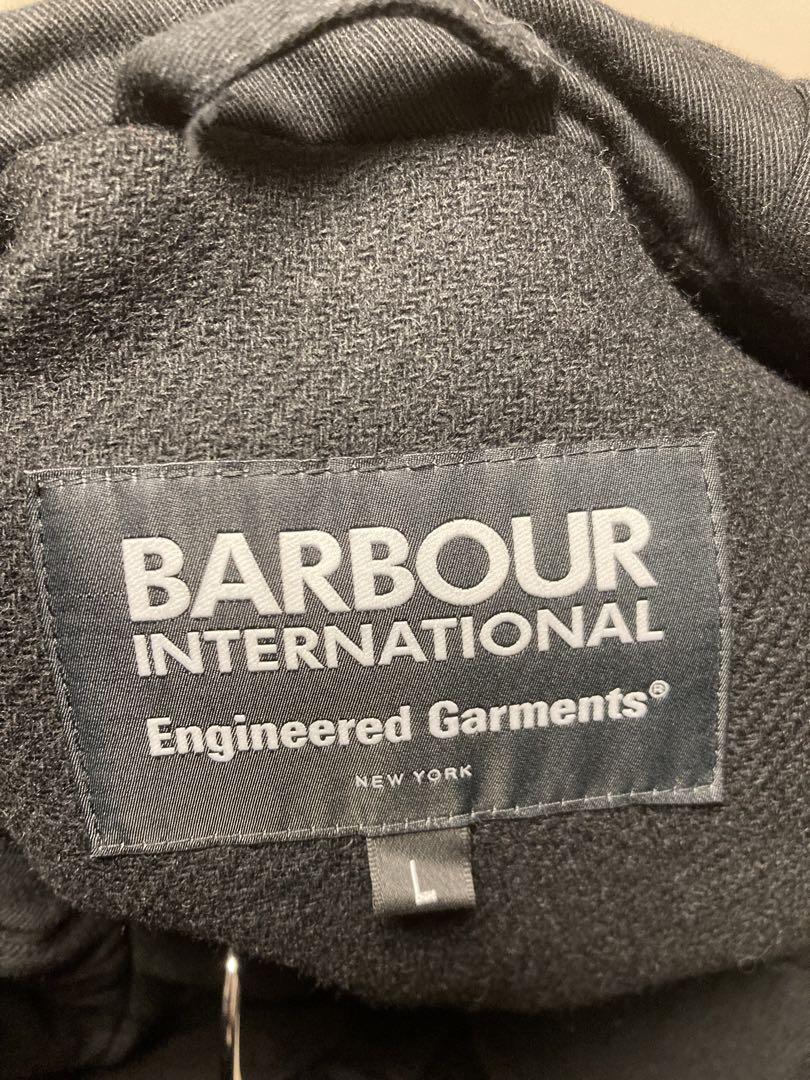 BARBOUR
INTERNATIONAL
Engineered Garments®
NEW YORK
L